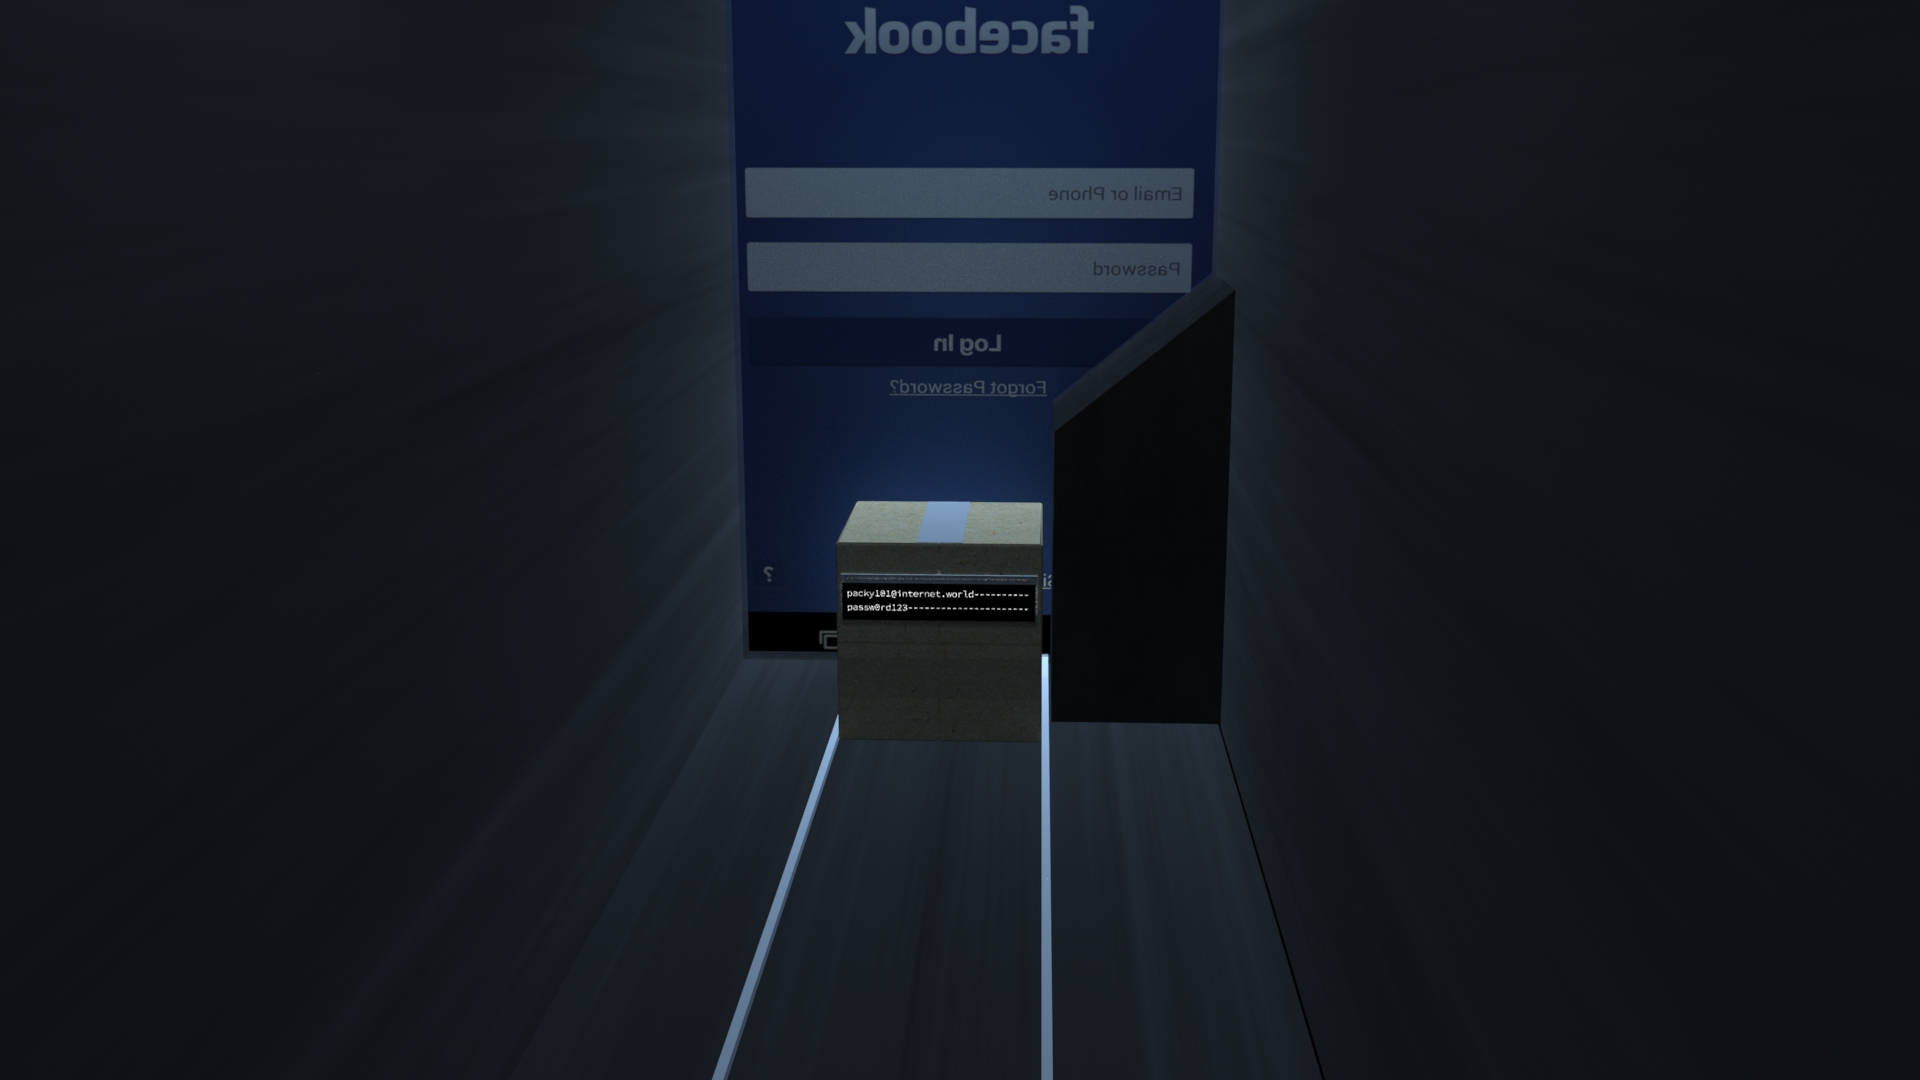 facebook
Email or Phone
Password
Log In
Forgot Password?
?
packy101@internet.world----------
passw0rd123----------------------